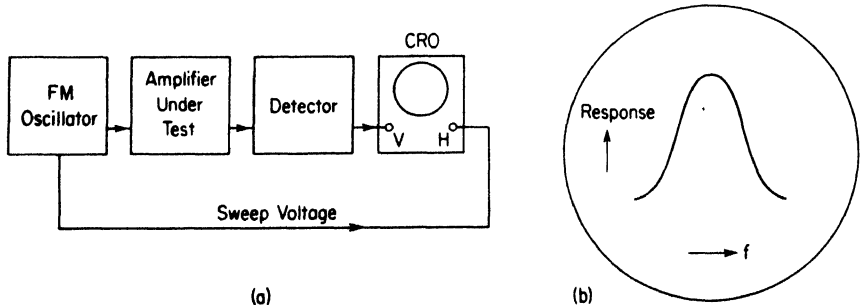 CRO
FM
Oscillator
Amplifier
Under
Test
Detector
V H
Sweep Voltage
(a)
Response
f
(b)